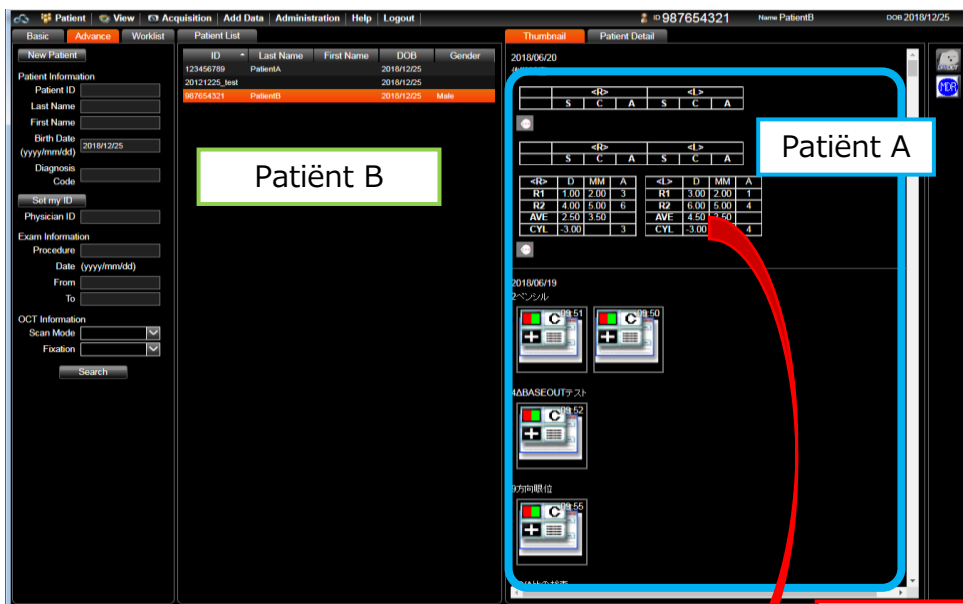 Patient View Acquisition Add Data Administration Help Logout ID 987654321 Name PatientB DOB 2018/12/25
Basic Advance Worklist
Patient List
Thumbnail Patient Detail
New Patient
Patient Information
Patient ID
Last Name
First Name
Birth Date
(yyyy/mm/dd) 2018/12/25
Diagnosis
Code
Set my ID
Physician ID
Exam Information
Procedure
Date (yyyy/mm/dd)
From
To
OCT Information
Scan Mode
Fixation
Search
ID Last Name First Name DOB Gender
123456789 PatientA 2018/12/25
20121225_test 2018/12/25
987654321 PatientB 2018/12/25 Male
Patiënt B
2018/06/20
<R> <L>
S C A S C A
Patiënt A
<R> <L>
S C A S C A
<R> D MM A <L> D MM A
R1 1.00 2.00 3 R1 3.00 2.00 1
R2 4.00 5.00 6 R2 6.00 5.00 4
AVE 2.50 3.50 AVE 4.50 3.50
CYL -3.00 3 CYL -3.00 4
2018/06/19
2ペンシル
09:51 09:50
C C
4ΔBASEOUTテスト
09:52
C
9方向眼位
09:55
C
MDR